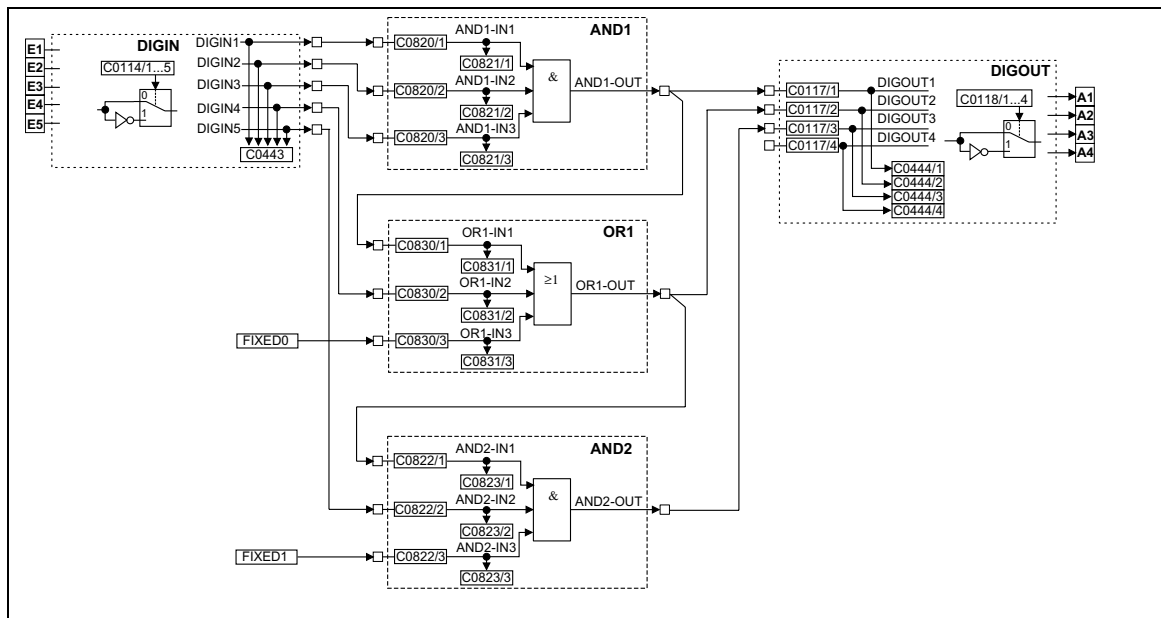 E1
E2
E3
E4
E5
DIGIN
C0114/1...5
0
1
DIGIN1
DIGIN2
DIGIN3
DIGIN4
DIGIN5
C0443
AND1
C0820/1
AND1-IN1
C0821/1
C0820/2
AND1-IN2
C0821/2
C0820/3
AND1-IN3
C0821/3
&
AND1-OUT
OR1
C0830/1
OR1-IN1
C0831/1
C0830/2
OR1-IN2
C0831/2
FIXED0
C0830/3
OR1-IN3
C0831/3
≥1
OR1-OUT
AND2
C0822/1
AND2-IN1
C0823/1
C0822/2
AND2-IN2
C0823/2
FIXED1
C0822/3
AND2-IN3
C0823/3
&
AND2-OUT
DIGOUT
C0117/1
DIGOUT1
C0117/2
DIGOUT2
C0117/3
DIGOUT3
C0117/4
DIGOUT4
C0444/1
C0444/2
C0444/3
C0444/4
C0118/1...4
0
1
A1
A2
A3
A4